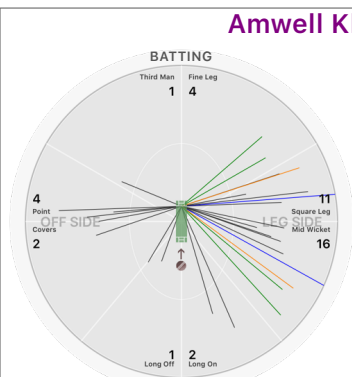 Amwell Ki
BATTING
Third Man Fine Leg
1 4
4 11
Point Square Leg
OFF SIDE LEG SIDE
Covers Mid Wicket
2 16
1 2
Long Off Long On